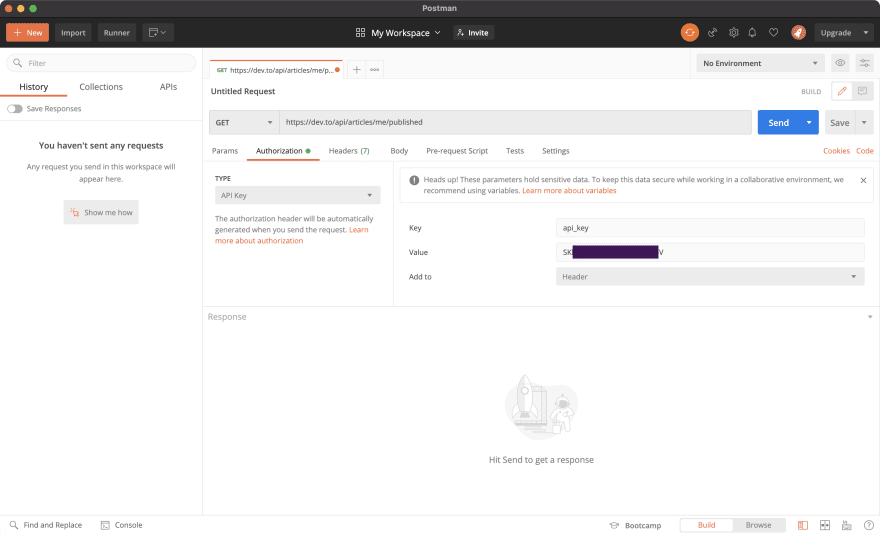 Postman
New
Import
Runner
My Workspace
Invite
Upgrade
Filter
History
Collections
APIs
Save Responses
You haven't sent any requests
Any request you send in this workspace will
appear here.
Show me how
GET https://dev.to/api/articles/me/p...
No Environment
Untitled Request
BUILD
GET
https://dev.to/api/articles/me/published
Send
Save
Params
Authorization
Headers (7)
Body
Pre-request Script
Tests
Settings
Cookies
Code
TYPE
API Key
The authorization header will be automatically
generated when you send the request. Learn
more about authorization
Heads up! These parameters hold sensitive data. To keep this data secure while working in a collaborative environment, we
recommend using variables. Learn more about variables
Key
api_key
Value
SK
V
Add to
Header
Response
Hit Send to get a response
Find and Replace
Console
Bootcamp
Build
Browse